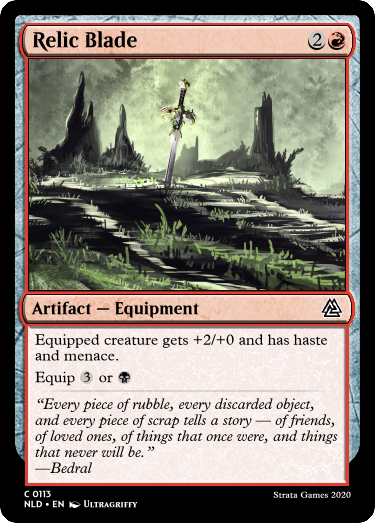 Relic Blade 2
Artifact — Equipment
Equipped creature gets +2/+0 and has haste
and menace.
Equip 3 or
“Every piece of rubble, every discarded object,
and every piece of scrap tells a story — of friends,
of loved ones, of things that once were, and things
that never will be.”
—Bedral
C 0113
NLD • EN Ultragriffy
Strata Games 2020